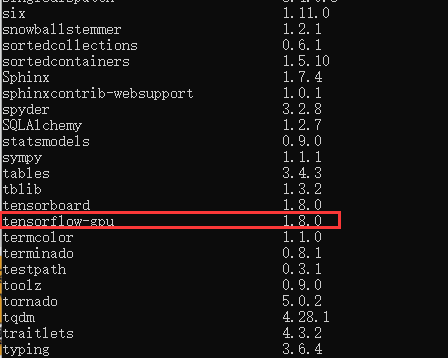 six 1.11.0
snowballstemmer 1.2.1
sortedcollections 0.6.1
sortedcontainers 1.5.10
Sphinx 1.7.4
sphinxcontrib-websupport 1.0.1
spyder 3.2.8
SQLAlchemy 1.2.7
statsmodels 0.9.0
sympy 1.1.1
tables 3.4.3
tblib 1.3.2
tensorboard 1.8.0
tensorflow-gpu 1.8.0
termcolor 1.1.0
terminado 0.8.1
testpath 0.3.1
toolz 0.9.0
tornado 5.0.2
tqdm 4.28.1
traitlets 4.3.2
typing 3.6.4